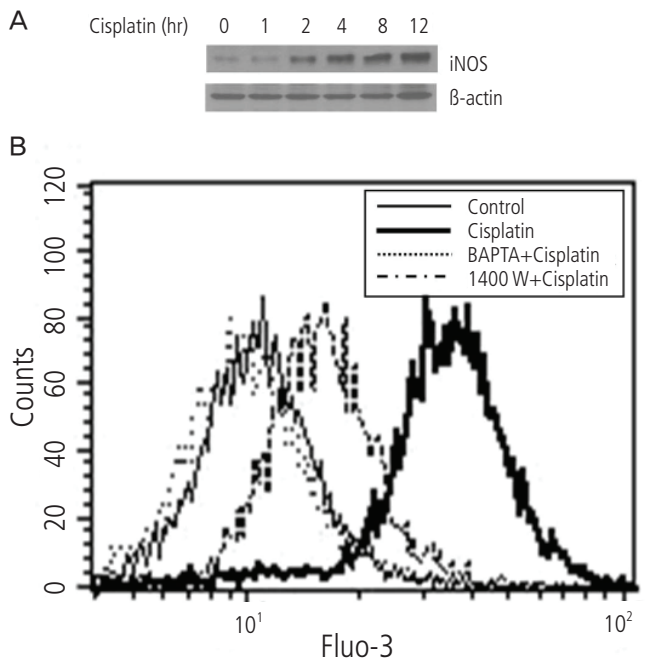 A
Cisplatin (hr) 0 1 2 4 8 12
iNOS
ß-actin
B
120
100
80
60
40
20
0
Counts
Control
Cisplatin
BAPTA+Cisplatin
1400 W+Cisplatin
10¹
10²
Fluo-3